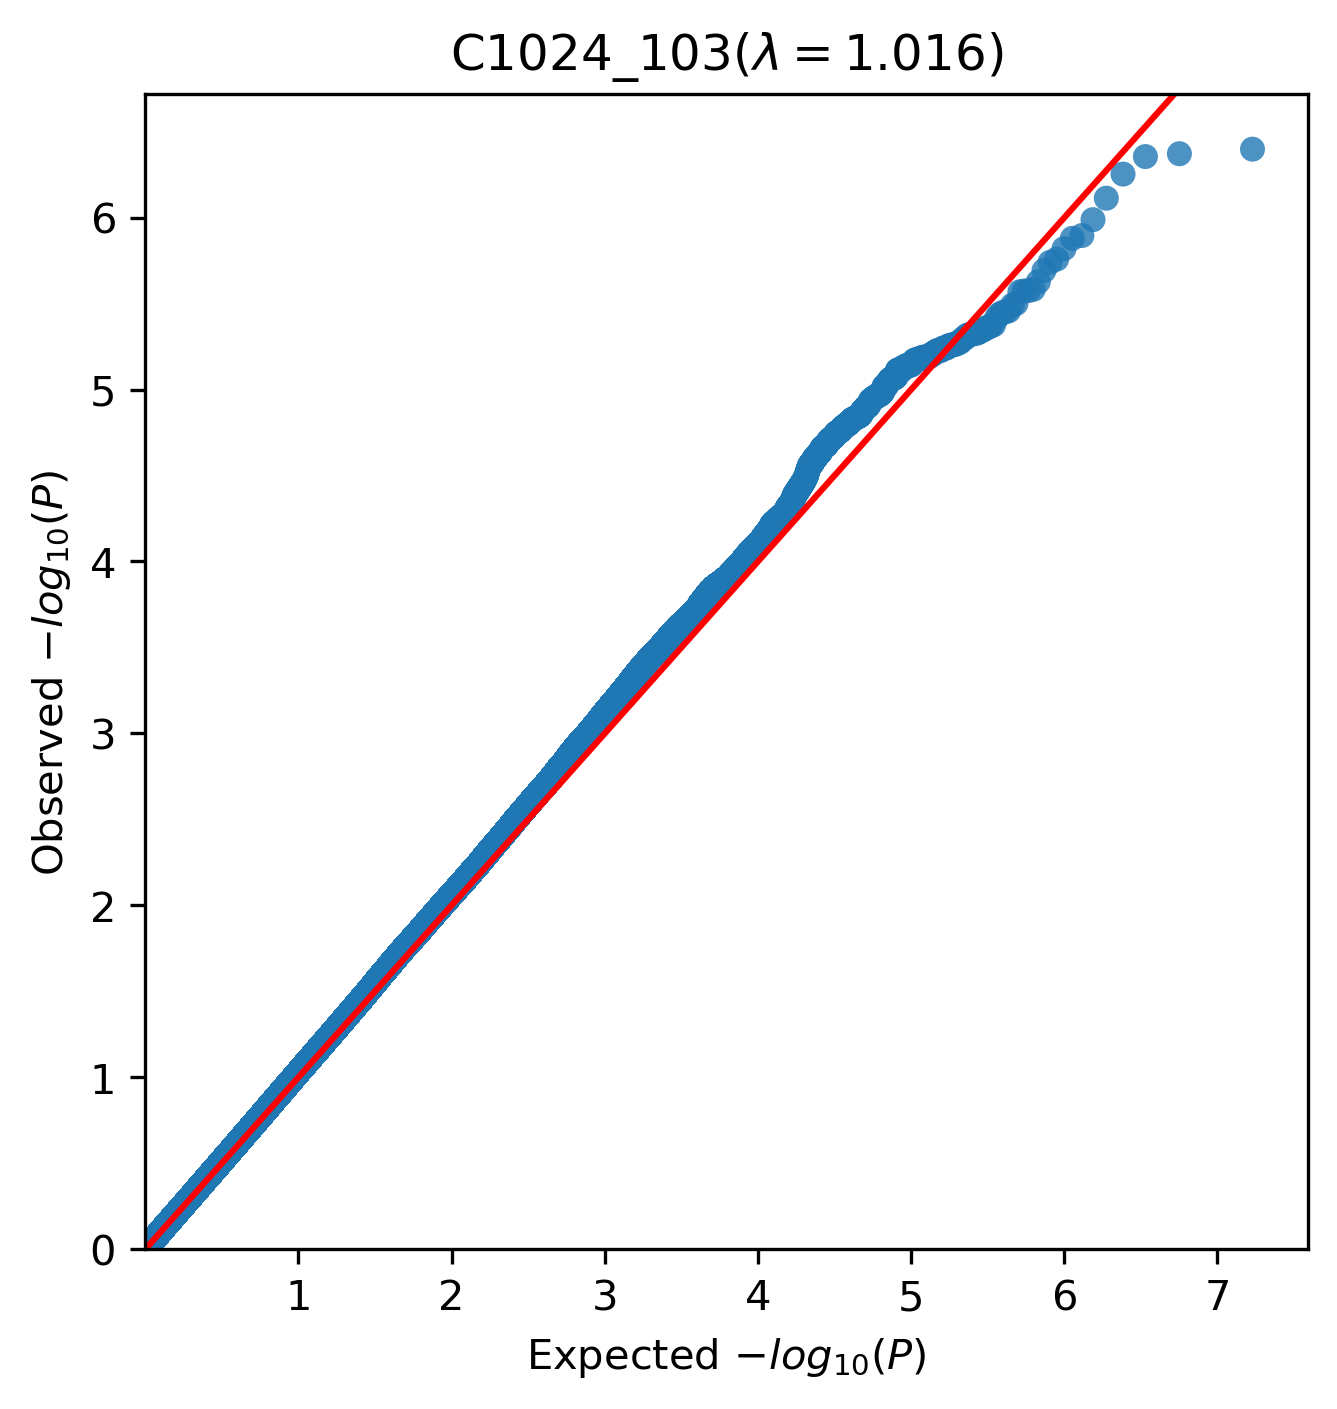 C1024_103(λ = 1.016)
Observed −log₁₀(P)
6
5
4
3
2
1
0
1 2 3 4 5 6 7
Expected −log₁₀(P)